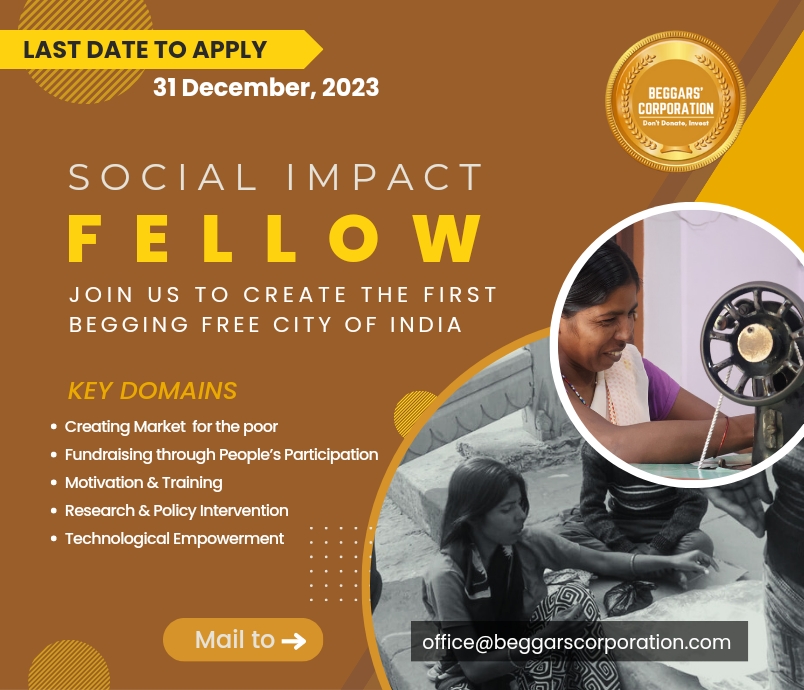 LAST DATE TO APPLY
31 December, 2023
BEGGARS'
CORPORATION
Don't Donate, Invest
SOCIAL IMPACT
FELLOW
JOIN US TO CREATE THE FIRST
BEGGING FREE CITY OF INDIA
KEY DOMAINS
• Creating Market for the poor
• Fundraising through People's Participation
• Motivation & Training
• Research & Policy Intervention
• Technological Empowerment
Mail to
office@beggarscorporation.com